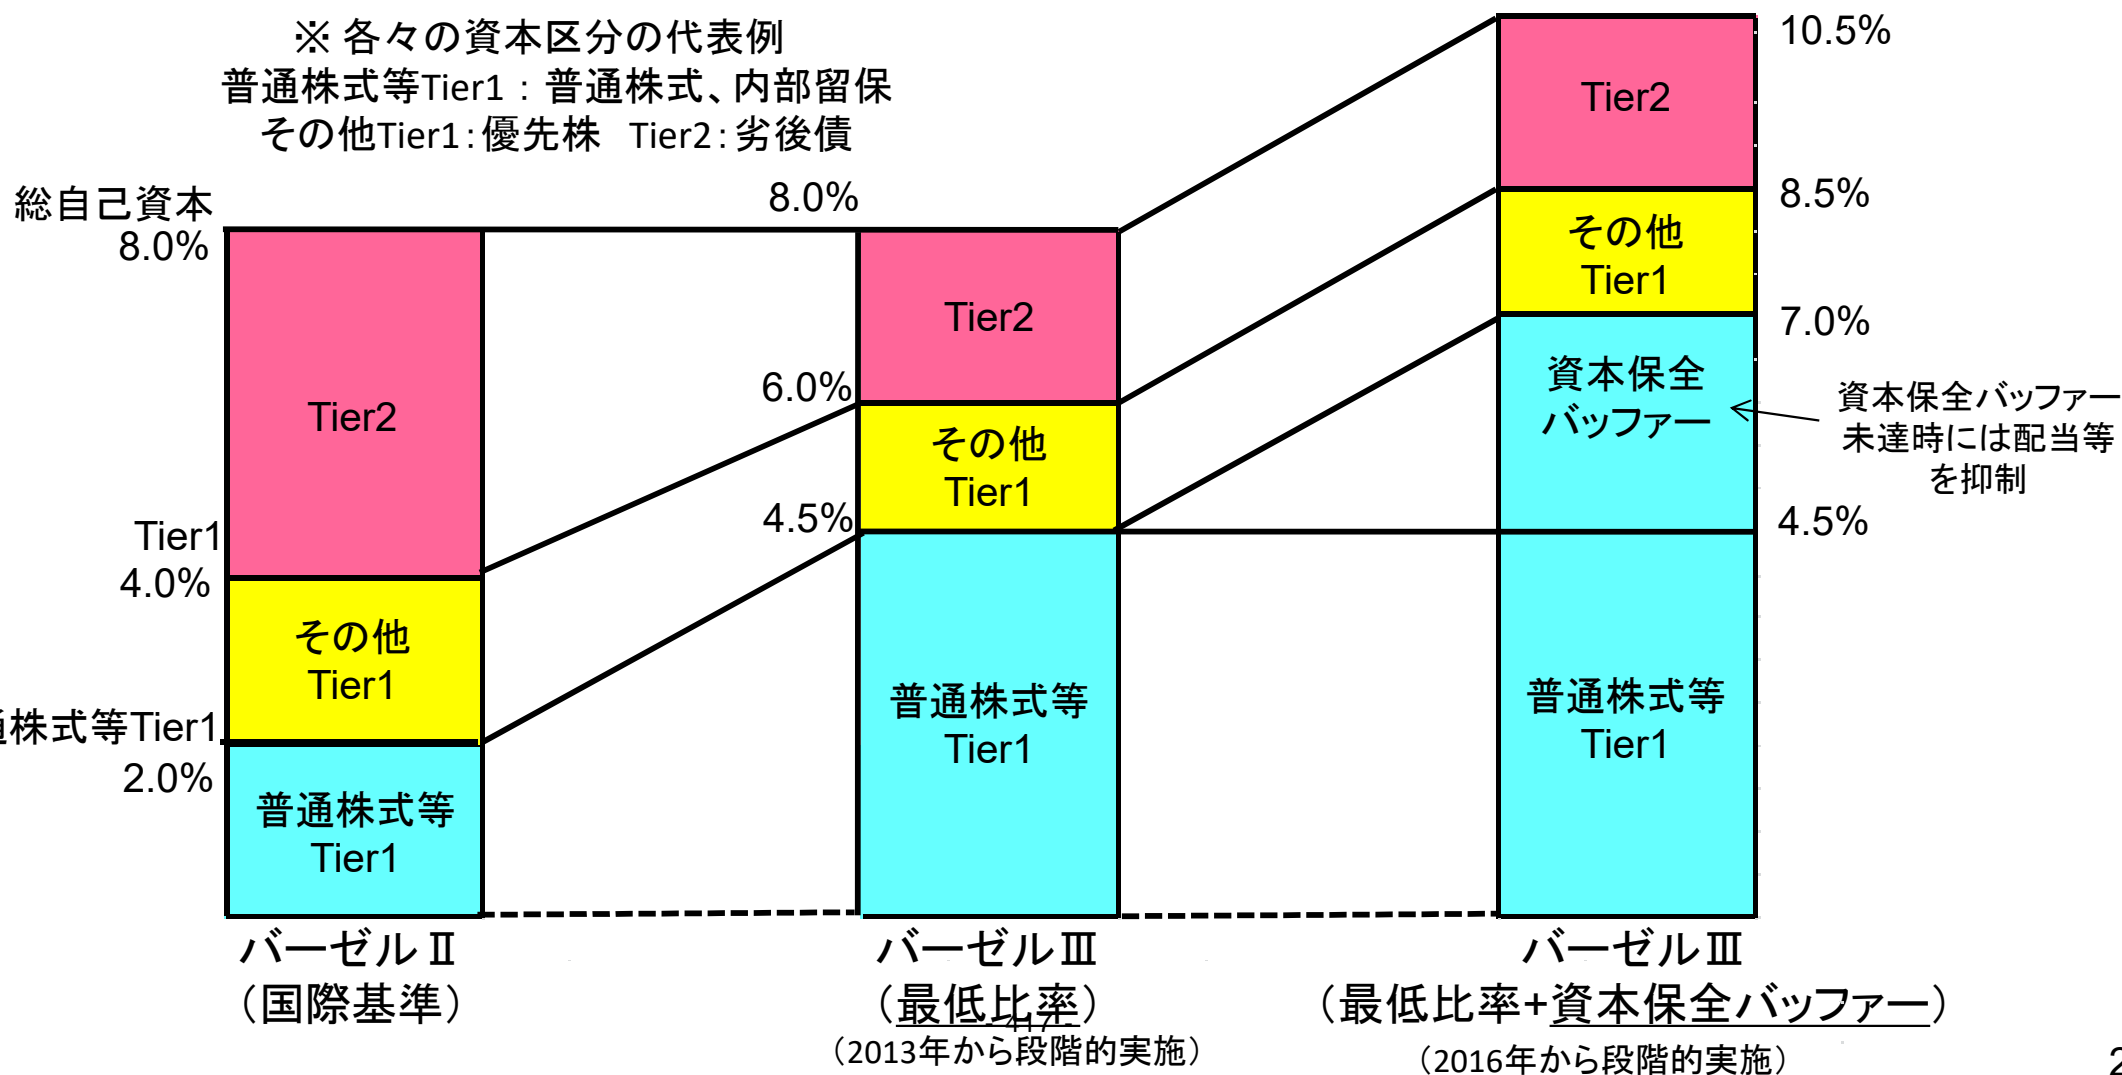 ※ 各々の資本区分の代表例
普通株式等Tier1：普通株式、内部留保
その他Tier1：優先株　Tier2：劣後債
総自己資本
8.0%
Tier1
4.0%
株式等Tier1
2.0%
Tier2
その他
Tier1
普通株式等
Tier1
バーゼルⅡ
（国際基準）
8.0%
6.0%
4.5%
Tier2
その他
Tier1
普通株式等
Tier1
バーゼルⅢ
（最低比率）
- 417 -
（2013年から段階的実施）
10.5%
8.5%
7.0%
4.5%
Tier2
その他
Tier1
資本保全
バッファー
普通株式等
Tier1
資本保全バッファー
未達時には配当等
を抑制
バーゼルⅢ
（最低比率+資本保全バッファー）
（2016年から段階的実施）
2